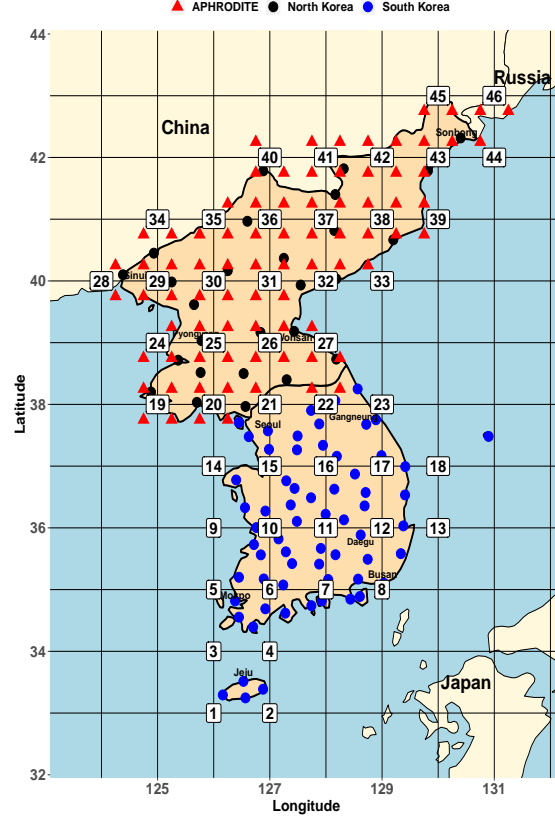 APHRODITE North Korea South Korea
44
Russia
45 46
China
Sonbong
42 40 41 42 43 44
34 35 36 37 38 39
40 28 29 30 31 32 33
24 25 26 27
38 19 20 21 22 23
Gangneung
Seoul
14 15 16 17 18
36 9 10 11 12 13
Daegu
Busan
5 6 7 8
Mokpo
34 3 4
Jeju
Japan
1 2
32
125 127 129 131
Longitude
Latitude